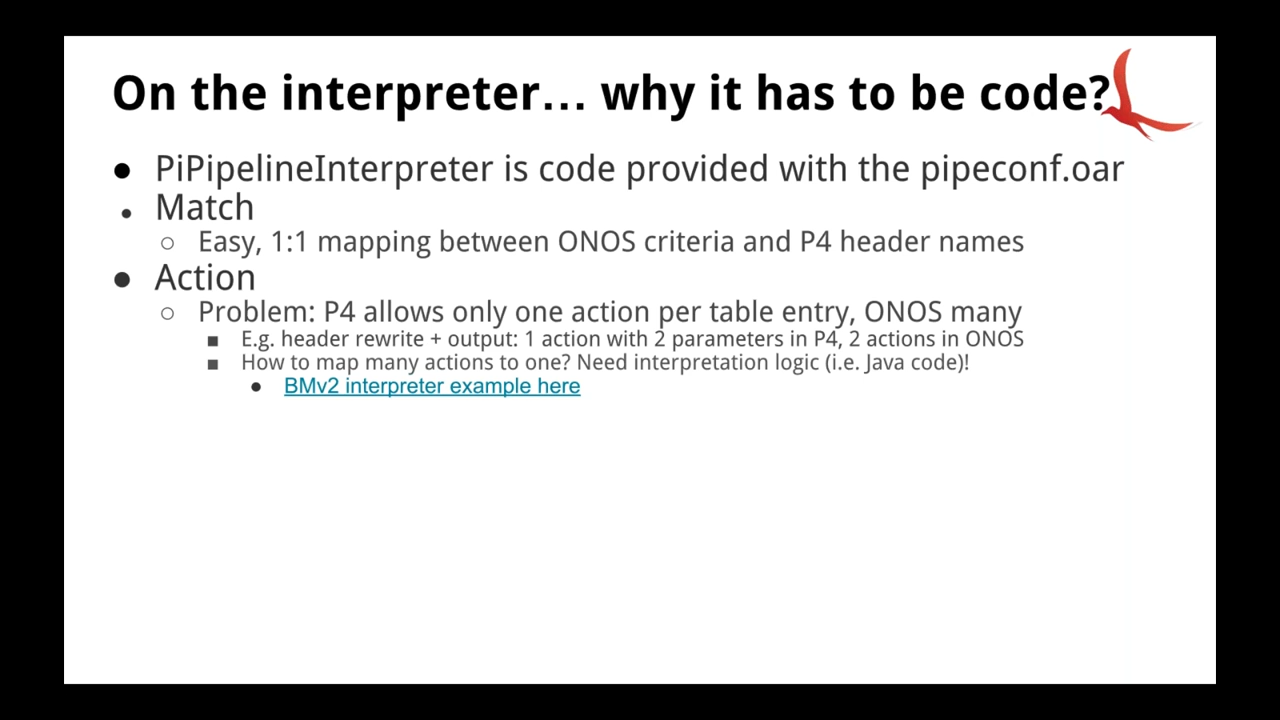 On the interpreter… why it has to be code?
● PiPipelineInterpreter is code provided with the pipeconf.oar
● Match
○ Easy, 1:1 mapping between ONOS criteria and P4 header names
● Action
○ Problem: P4 allows only one action per table entry, ONOS many
■ E.g. header rewrite + output: 1 action with 2 parameters in P4, 2 actions in ONOS
■ How to map many actions to one? Need interpretation logic (i.e. Java code)!
● BMv2 interpreter example here